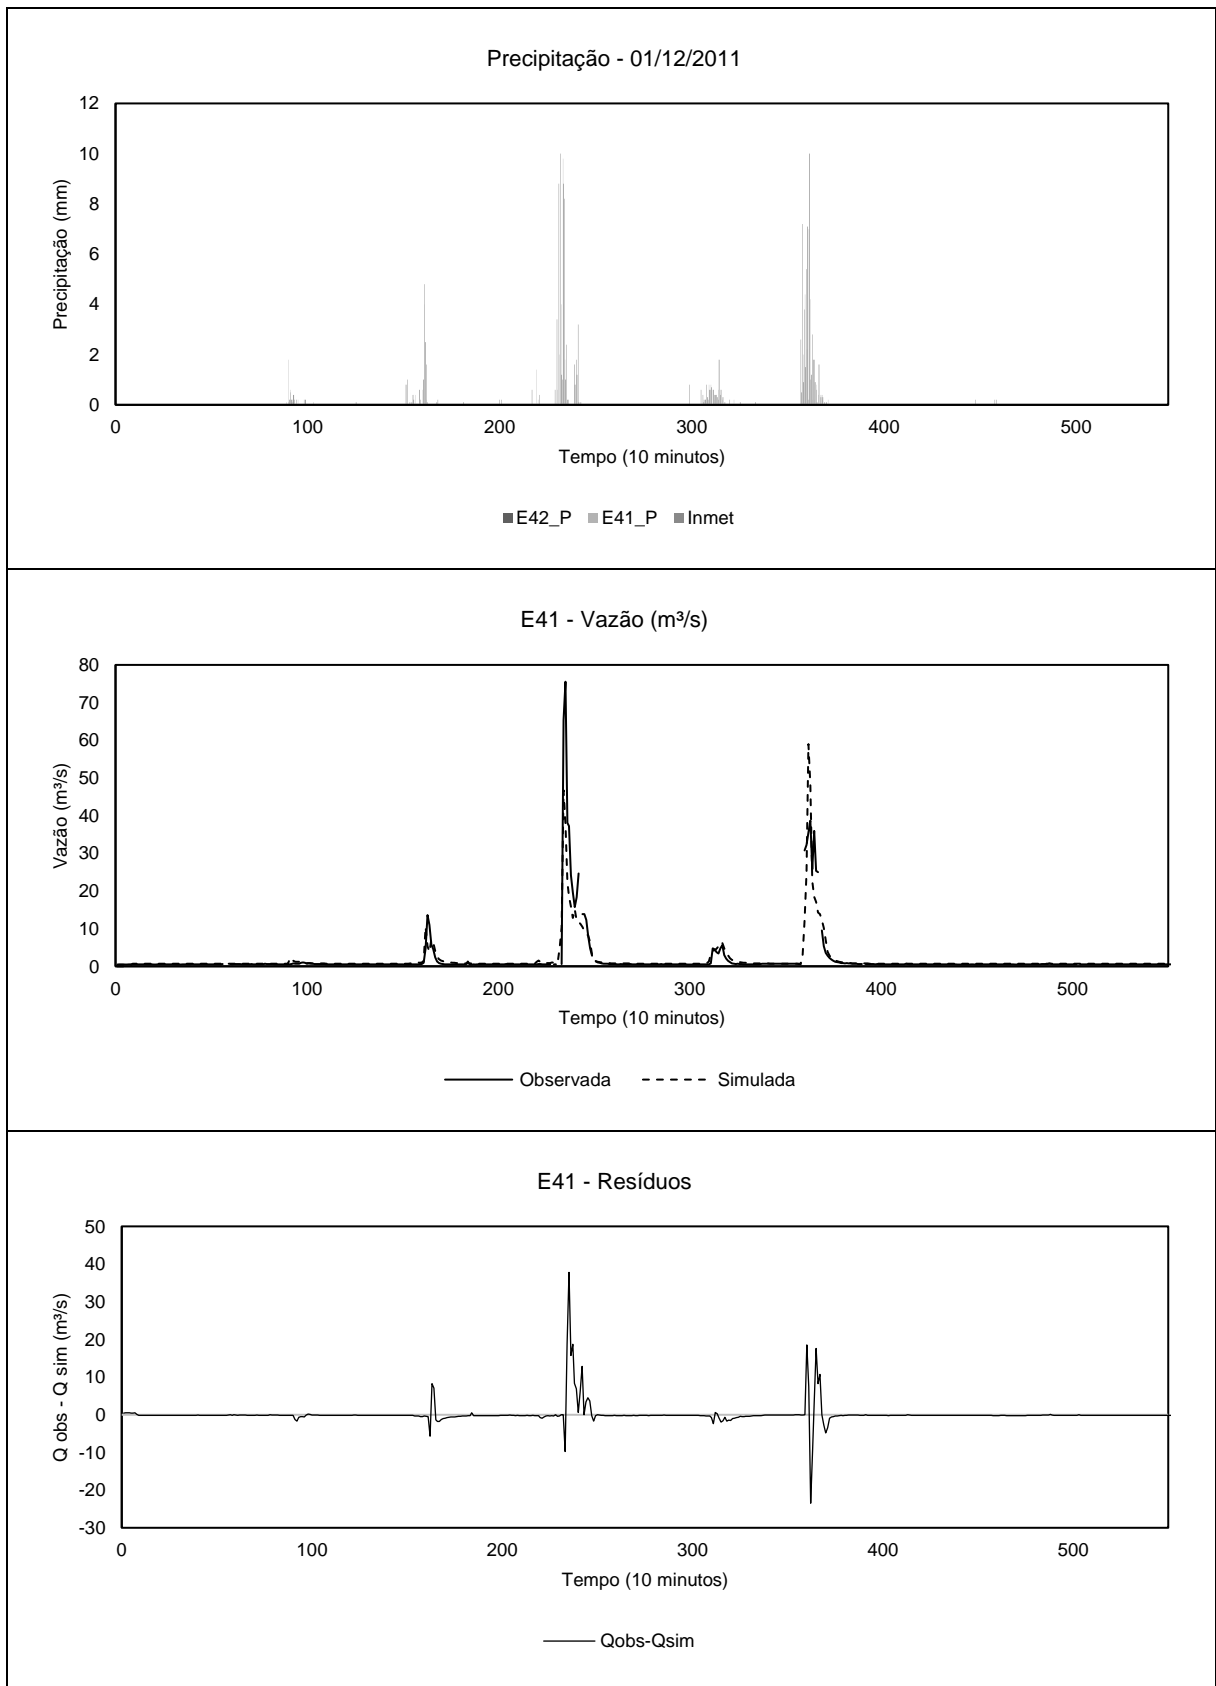 Precipitação - 01/12/2011
12
10
8
6
4
2
0
Precipitação (mm)
0 100 200 300 400 500
Tempo (10 minutos)
E42_P E41_P Inmet
E41 - Vazão (m³/s)
80
70
60
50
40
30
20
10
0
Vazão (m³/s)
0 100 200 300 400 500
Tempo (10 minutos)
Observada Simulada
E41 - Resíduos
50
40
30
20
10
0
-10
-20
-30
Q obs - Q sim (m³/s)
0 100 200 300 400 500
Tempo (10 minutos)
Qobs-Qsim